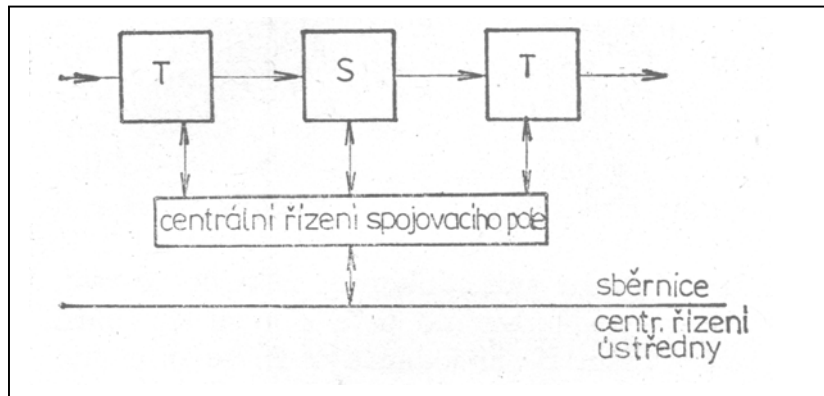 T S T
centrální řízení spojovacího pole
sběrnice
centr. řízení
ústředny